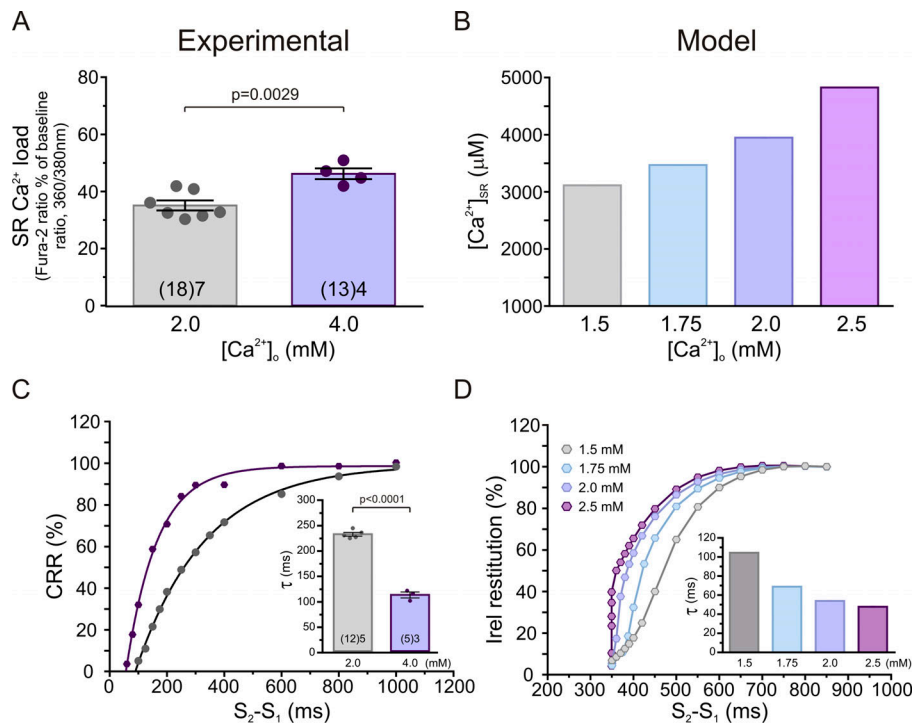 A
Experimental
B
Model
SR Ca²⁺ load
(Fura-2 ratio % of baseline
ratio, 360/380nm)
80
60
40
20
0
p=0.0029
(18)7
(13)4
2.0
4.0
[Ca²⁺]ₒ (mM)
[Ca²⁺]SR (μM)
5000
4000
3000
2000
1000
1.5
1.75
2.0
2.5
[Ca²⁺]ₒ (mM)
C
CRR (%)
120
100
80
60
40
20
0
0 200 400 600 800 1000 1200
S₂-S₁ (ms)
p<0.0001
τ (ms)
300
250
200
150
100
50
0
(12)5
(5)3
2.0 4.0 (mM)
D
Irel restitution (%)
120
100
80
60
40
20
0
1.5 mM
1.75 mM
2.0 mM
2.5 mM
200 300 400 500 600 700 800 900 1000
S₂-S₁ (ms)
τ (ms)
120
100
80
60
40
20
0
1.5 1.75 2.0 2.5 (mM)